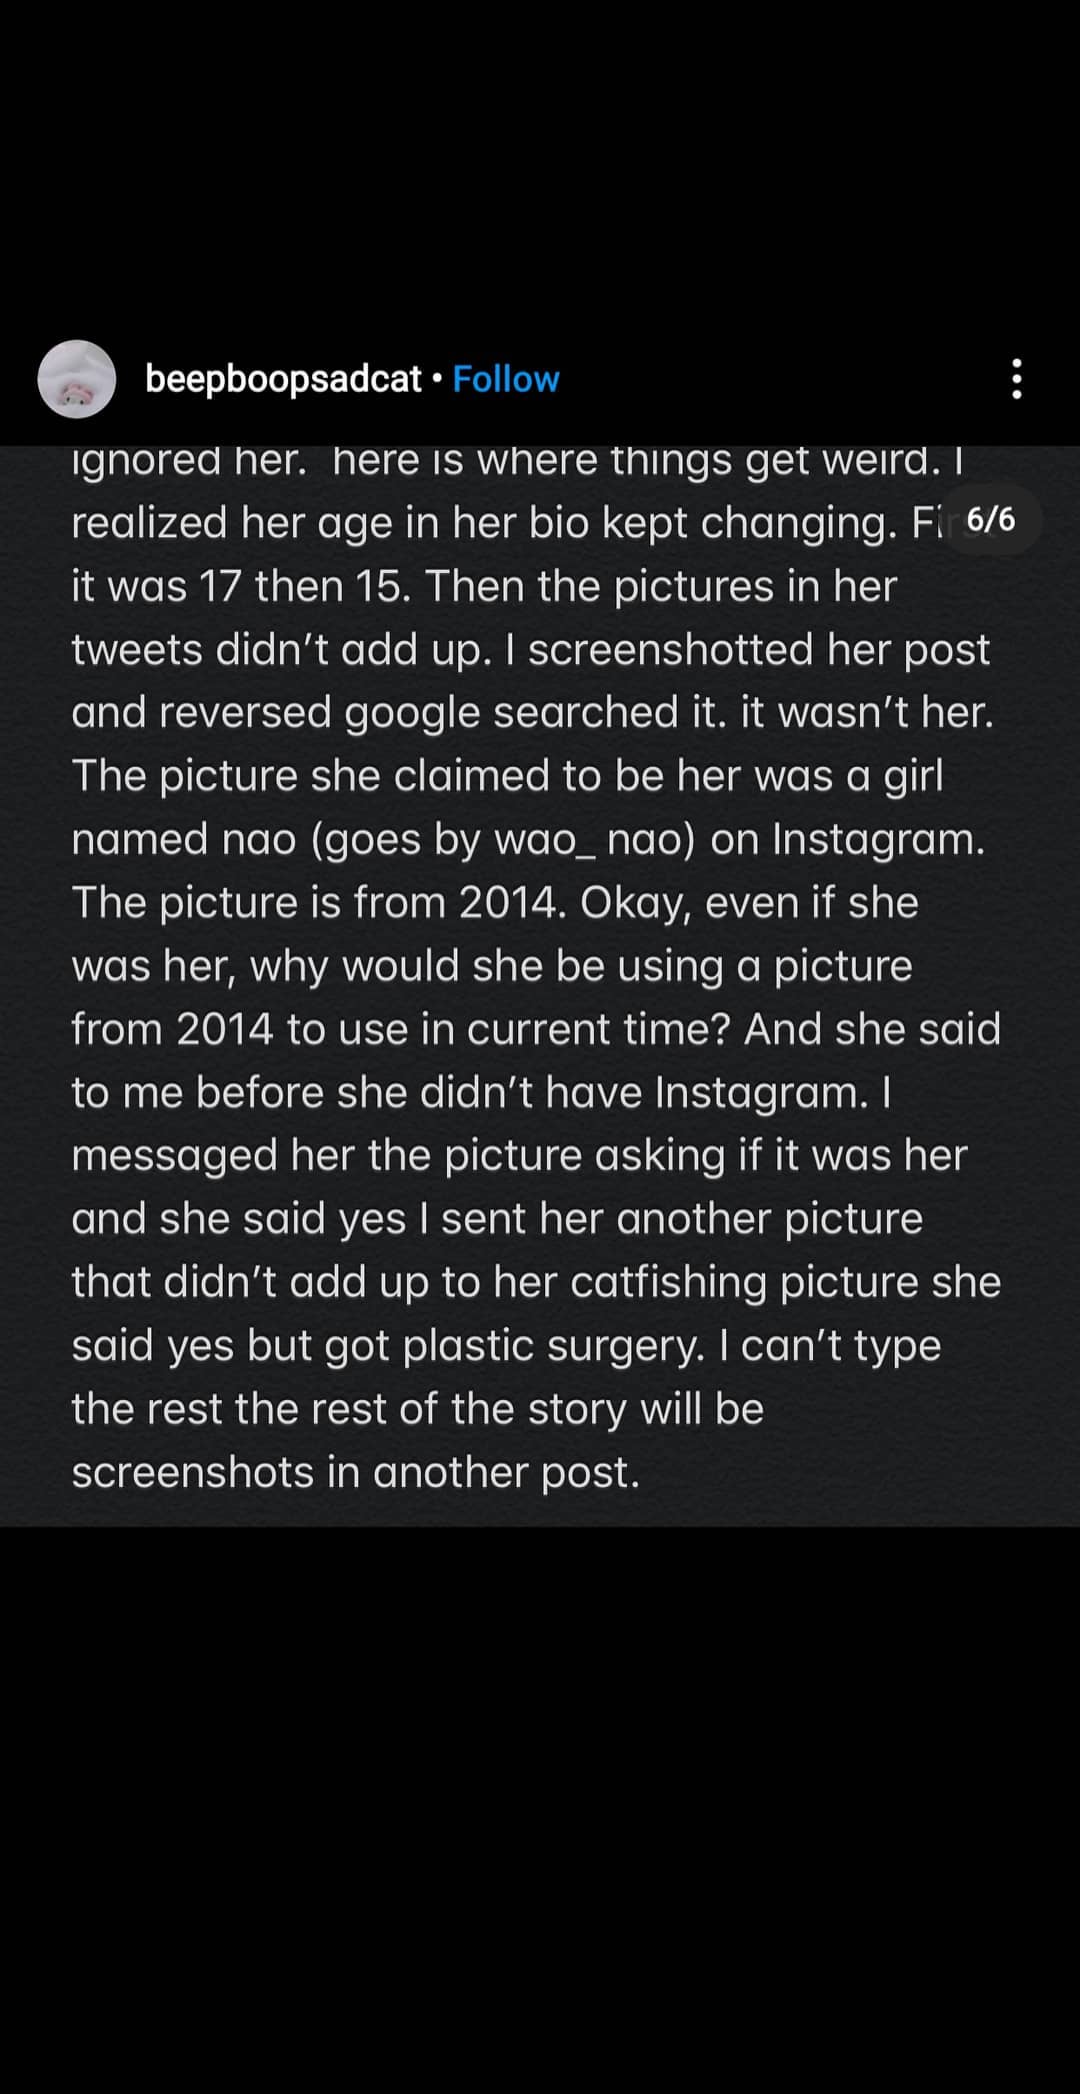 beepboopsadcat • Follow
ignored her. here is where things get weird. I
realized her age in her bio kept changing.
6/6
it was 17 then 15. Then the pictures in her
tweets didn't add up. I screenshotted her post
and reversed google searched it. it wasn't her.
The picture she claimed to be her was a girl
named nao (goes by wao_ nao) on Instagram.
The picture is from 2014. Okay, even if she
was her, why would she be using a picture
from 2014 to use in current time? And she said
to me before she didn't have Instagram. I
messaged her the picture asking if it was her
and she said yes I sent her another picture
that didn't add up to her catfishing picture she
said yes but got plastic surgery. I can't type
the rest the rest of the story will be
screenshots in another post.